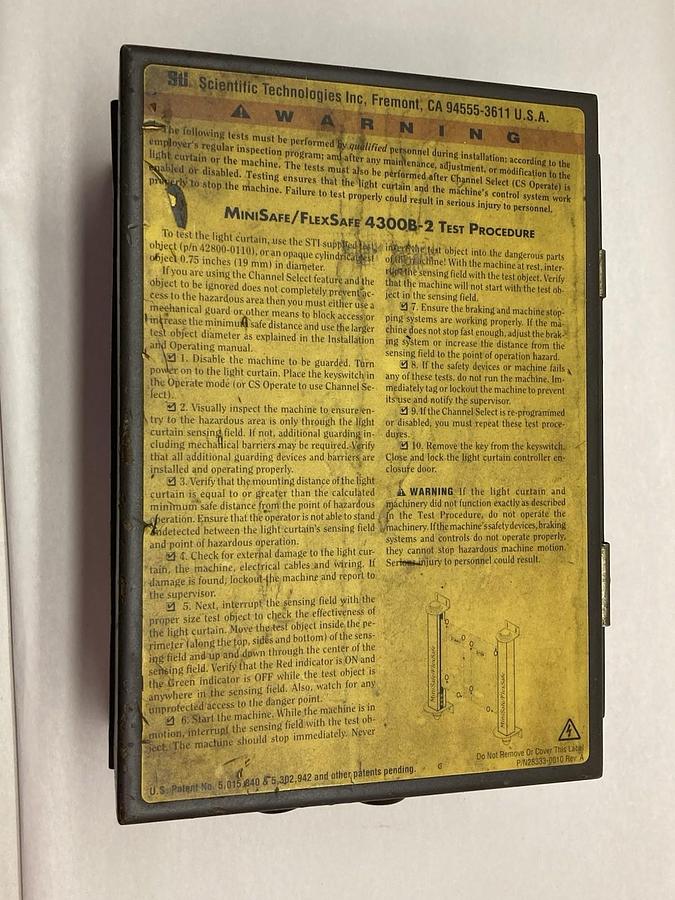 STI Scientific Technologies Inc, Fremont, CA 94555-3611 U.S.A.
WARNING
The following tests must be performed by qualified personnel during installation: according to the
employer's regular inspection program; and after any maintenance, adjustment, or modification to the
light curtain or the machine. The tests must also be performed after Channel Select (CS Operate) is
enabled or disabled. Testing ensures that the light curtain and the machine's control system work
properly to stop the machine. Failure to test properly could result in serious injury to personnel.
MINISAFE/FLEXSAFE 4300B-2 TEST PROCEDURE
To test the light curtain, use the STI supplied test
object (p/n 42800-0110), or an opaque cylindrical test
object 0.75 inches (19 mm) in diameter.
If you are using the Channel Select feature and the
object to be ignored does not completely prevent ac-
cess to the hazardous area then you must either use a
mechanical guard or other means to block access or
increase the minimum safe distance and use the larger
test object diameter as explained in the Installation
and Operating manual.
1. Disable the machine to be guarded. Turn
power on to the light curtain. Place the keyswitch in
the Operate mode (or CS Operate to use Channel Se-
lect).
2. Visually inspect the machine to ensure en-
try to the hazardous area is only through the light
curtain sensing field. If not, additional guarding in-
cluding mechanical barriers may be required. Verify
that all additional guarding devices and barriers are
installed and operating properly.
3. Verify that the mounting distance of the light
curtain is equal to or greater than the calculated
minimum safe distance from the point of hazardous
operation. Ensure that the operator is not able to stand
undetected between the light curtain's sensing field
and point of hazardous operation.
4. Check for external damage to the light cur-
tain, the machine, electrical cables and wiring. If
damage is found, lockout the machine and report to
the supervisor.
5. Next, interrupt the sensing field with the
proper size test object to check the effectiveness of
the light curtain. Move the test object inside the pe-
rimeter (along the top, sides and bottom) of the sens-
ing field and up and down through the center of the
sensing field. Verify that the Red indicator is ON and
the Green indicator is OFF while the test object is
anywhere in the sensing field. Also, watch for any
unprotected access to the danger point.
6. Start the machine. While the machine is in
motion, interrupt the sensing field with the test ob-
ject. The machine should stop immediately. Never
insert the test object into the dangerous parts
of the machine! With the machine at rest, inter-
rupt the sensing field with the test object. Verify
that the machine will not start with the test ob-
ject in the sensing field.
7. Ensure the braking and machine stop-
ping systems are working properly. If the ma-
chine does not stop fast enough, adjust the brak-
ing system or increase the distance from the
sensing field to the point of operation hazard.
8. If the safety devices or machine fails
any of these tests, do not run the machine. Im-
mediately tag or lockout the machine to prevent
its use and notify the supervisor.
9. If the Channel Select is re-programmed
or disabled, you must repeat these test proce-
dures.
10. Remove the key from the keyswitch.
Close and lock the light curtain controller en-
closure door.
WARNING If the light curtain and
machinery did not function exactly as described
in the Test Procedure, do not operate the
machinery. If the machine's safety devices, braking
systems and controls do not operate properly,
they cannot stop hazardous machine motion.
Serious injury to personnel could result.
MiniSafe/FlexSafe
MiniSafe/FlexSafe
Do Not Remove Or Cover This Label
P/N28333-0010 Rev A
U.S. Patent No. 5,015,840 & 5,302,942 and other patents pending.